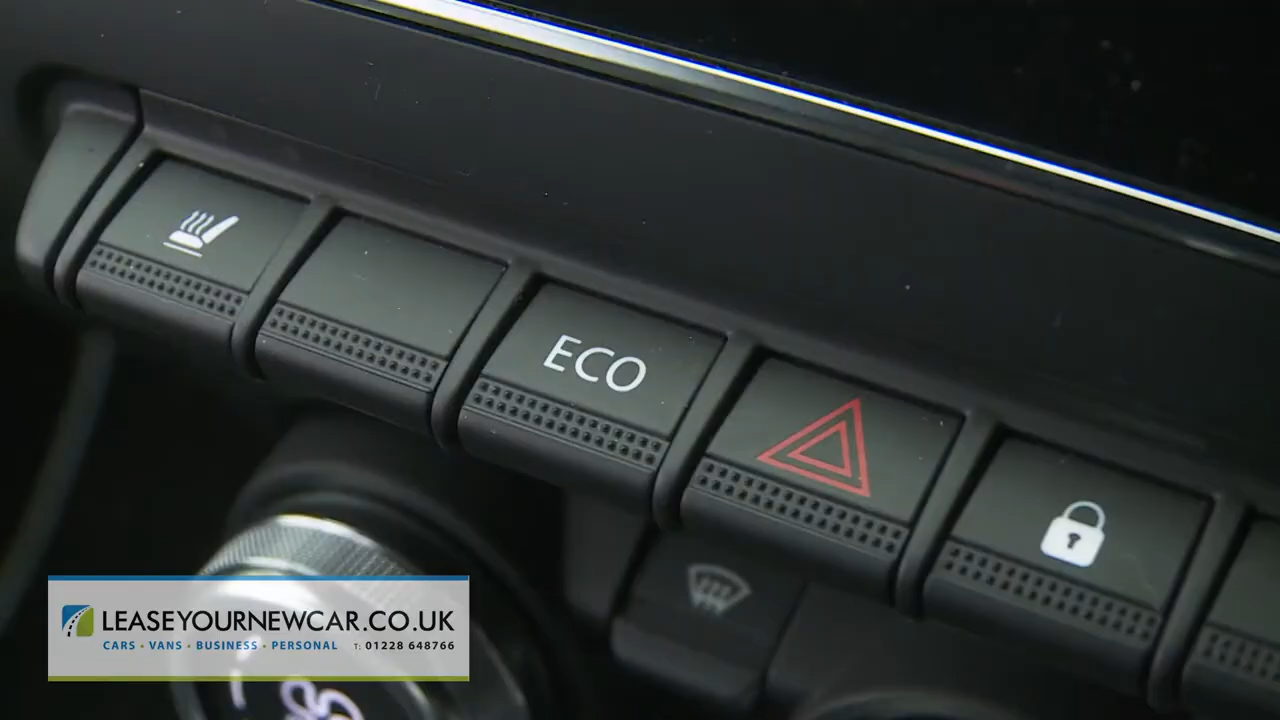 ECO
LEASEYOURNEWCAR.CO.UK
CARS • VANS • BUSINESS • PERSONAL T: 01228 648766